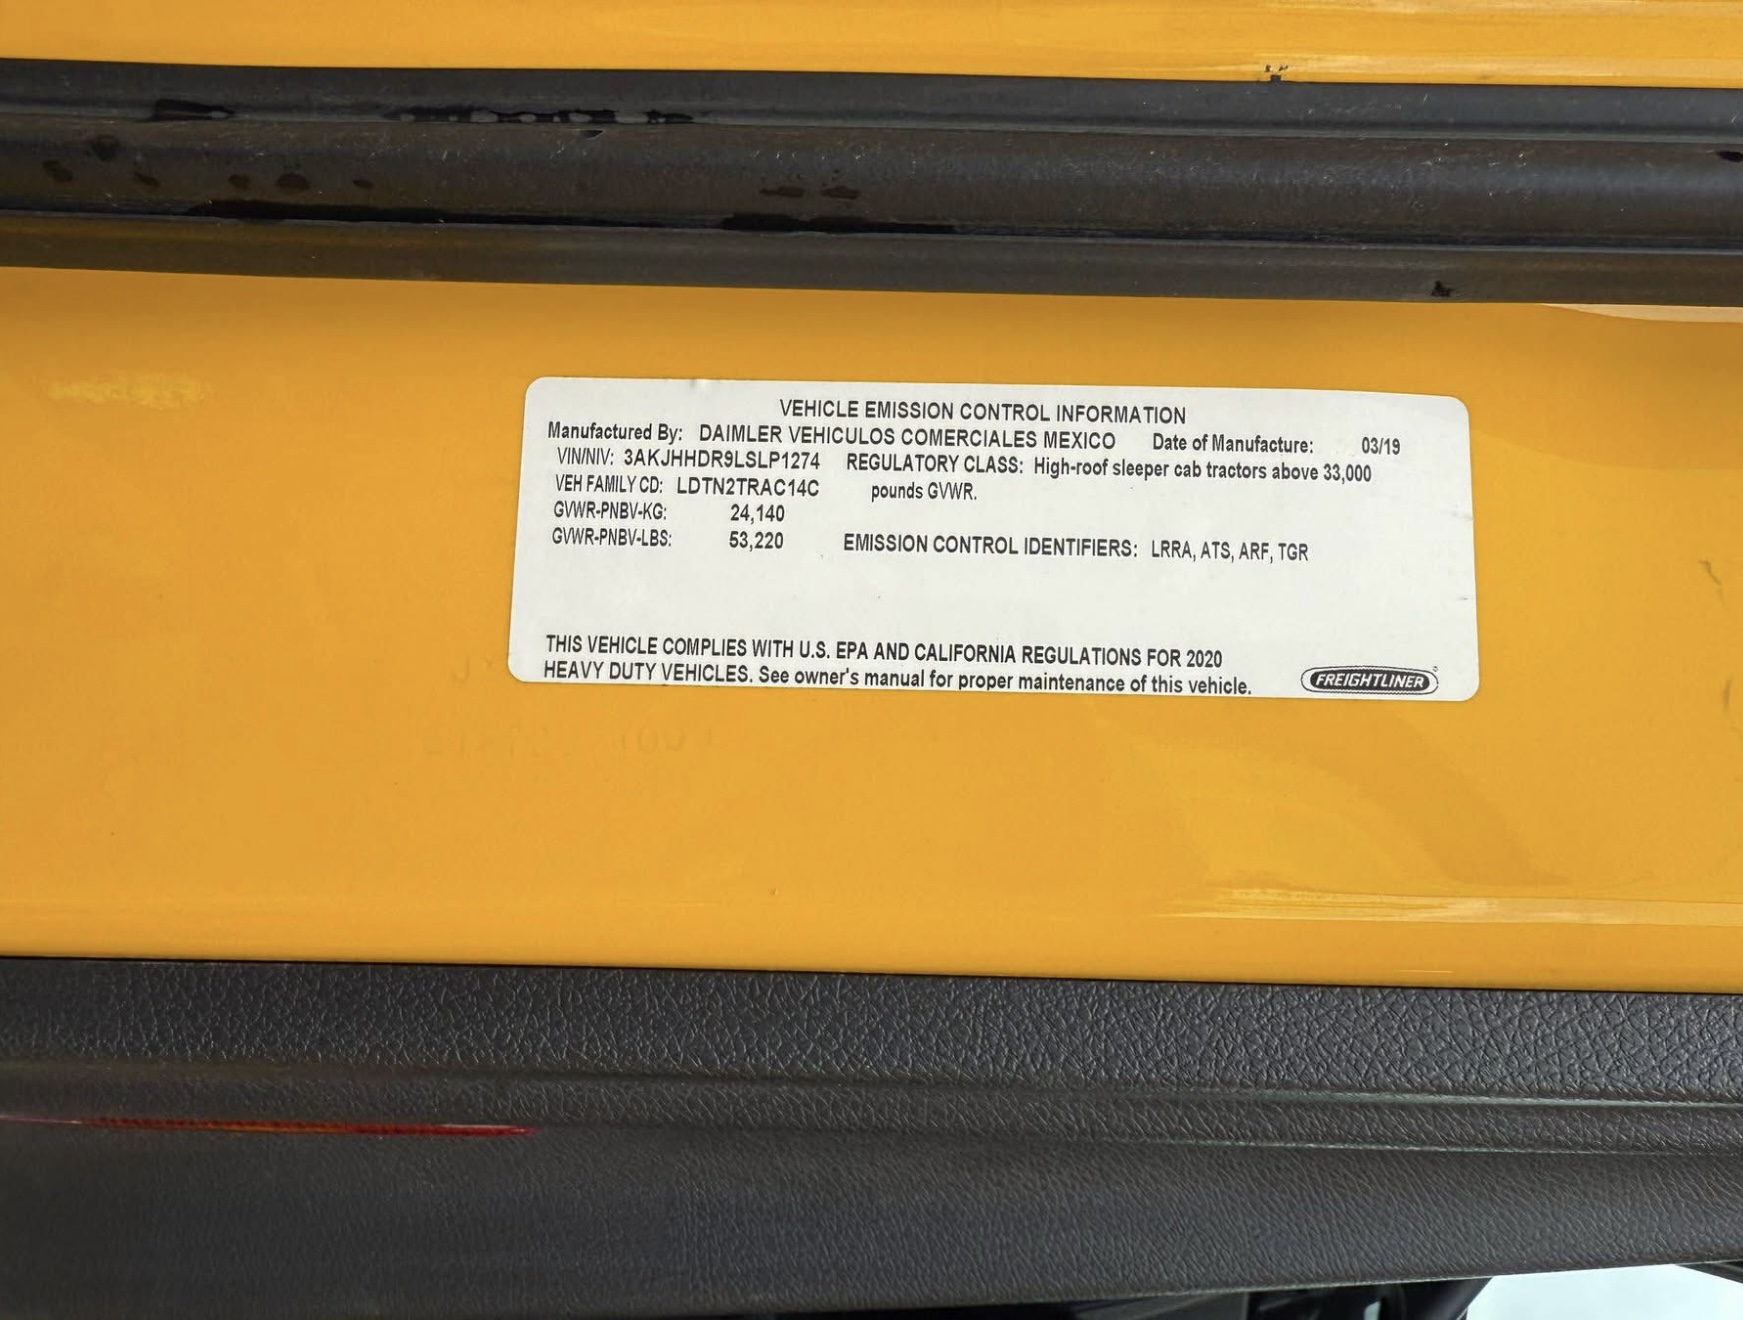 VEHICLE EMISSION CONTROL INFORMATION
Manufactured By: DAIMLER VEHICULOS COMERCIALES MEXICO Date of Manufacture: 03/19
VIN/NIV: 3AKJHHDR9LSLP1274 REGULATORY CLASS: High-roof sleeper cab tractors above 33,000
VEH FAMILY CD: LDTN2TRAC14C pounds GVWR.
GVWR-PNBV-KG: 24,140
GVWR-PNBV-LBS: 53,220 EMISSION CONTROL IDENTIFIERS: LRRA, ATS, ARF, TGR
THIS VEHICLE COMPLIES WITH U.S. EPA AND CALIFORNIA REGULATIONS FOR 2020
HEAVY DUTY VEHICLES. See owner's manual for proper maintenance of this vehicle.
FREIGHTLINER